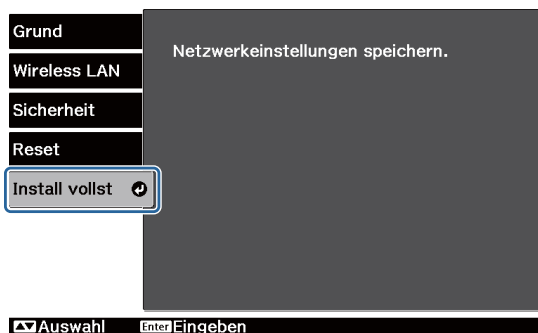 Grund
Wireless LAN
Sicherheit
Reset
Install vollst
Netzwerkeinstellungen speichern.
Auswahl Enter Eingeben